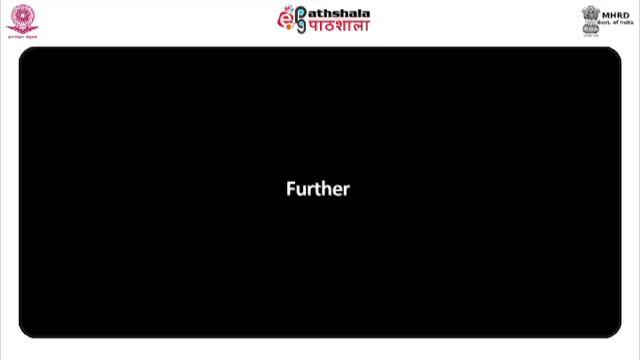 ePathshala
पाठशाला
MHRD
Govt. of India
Further